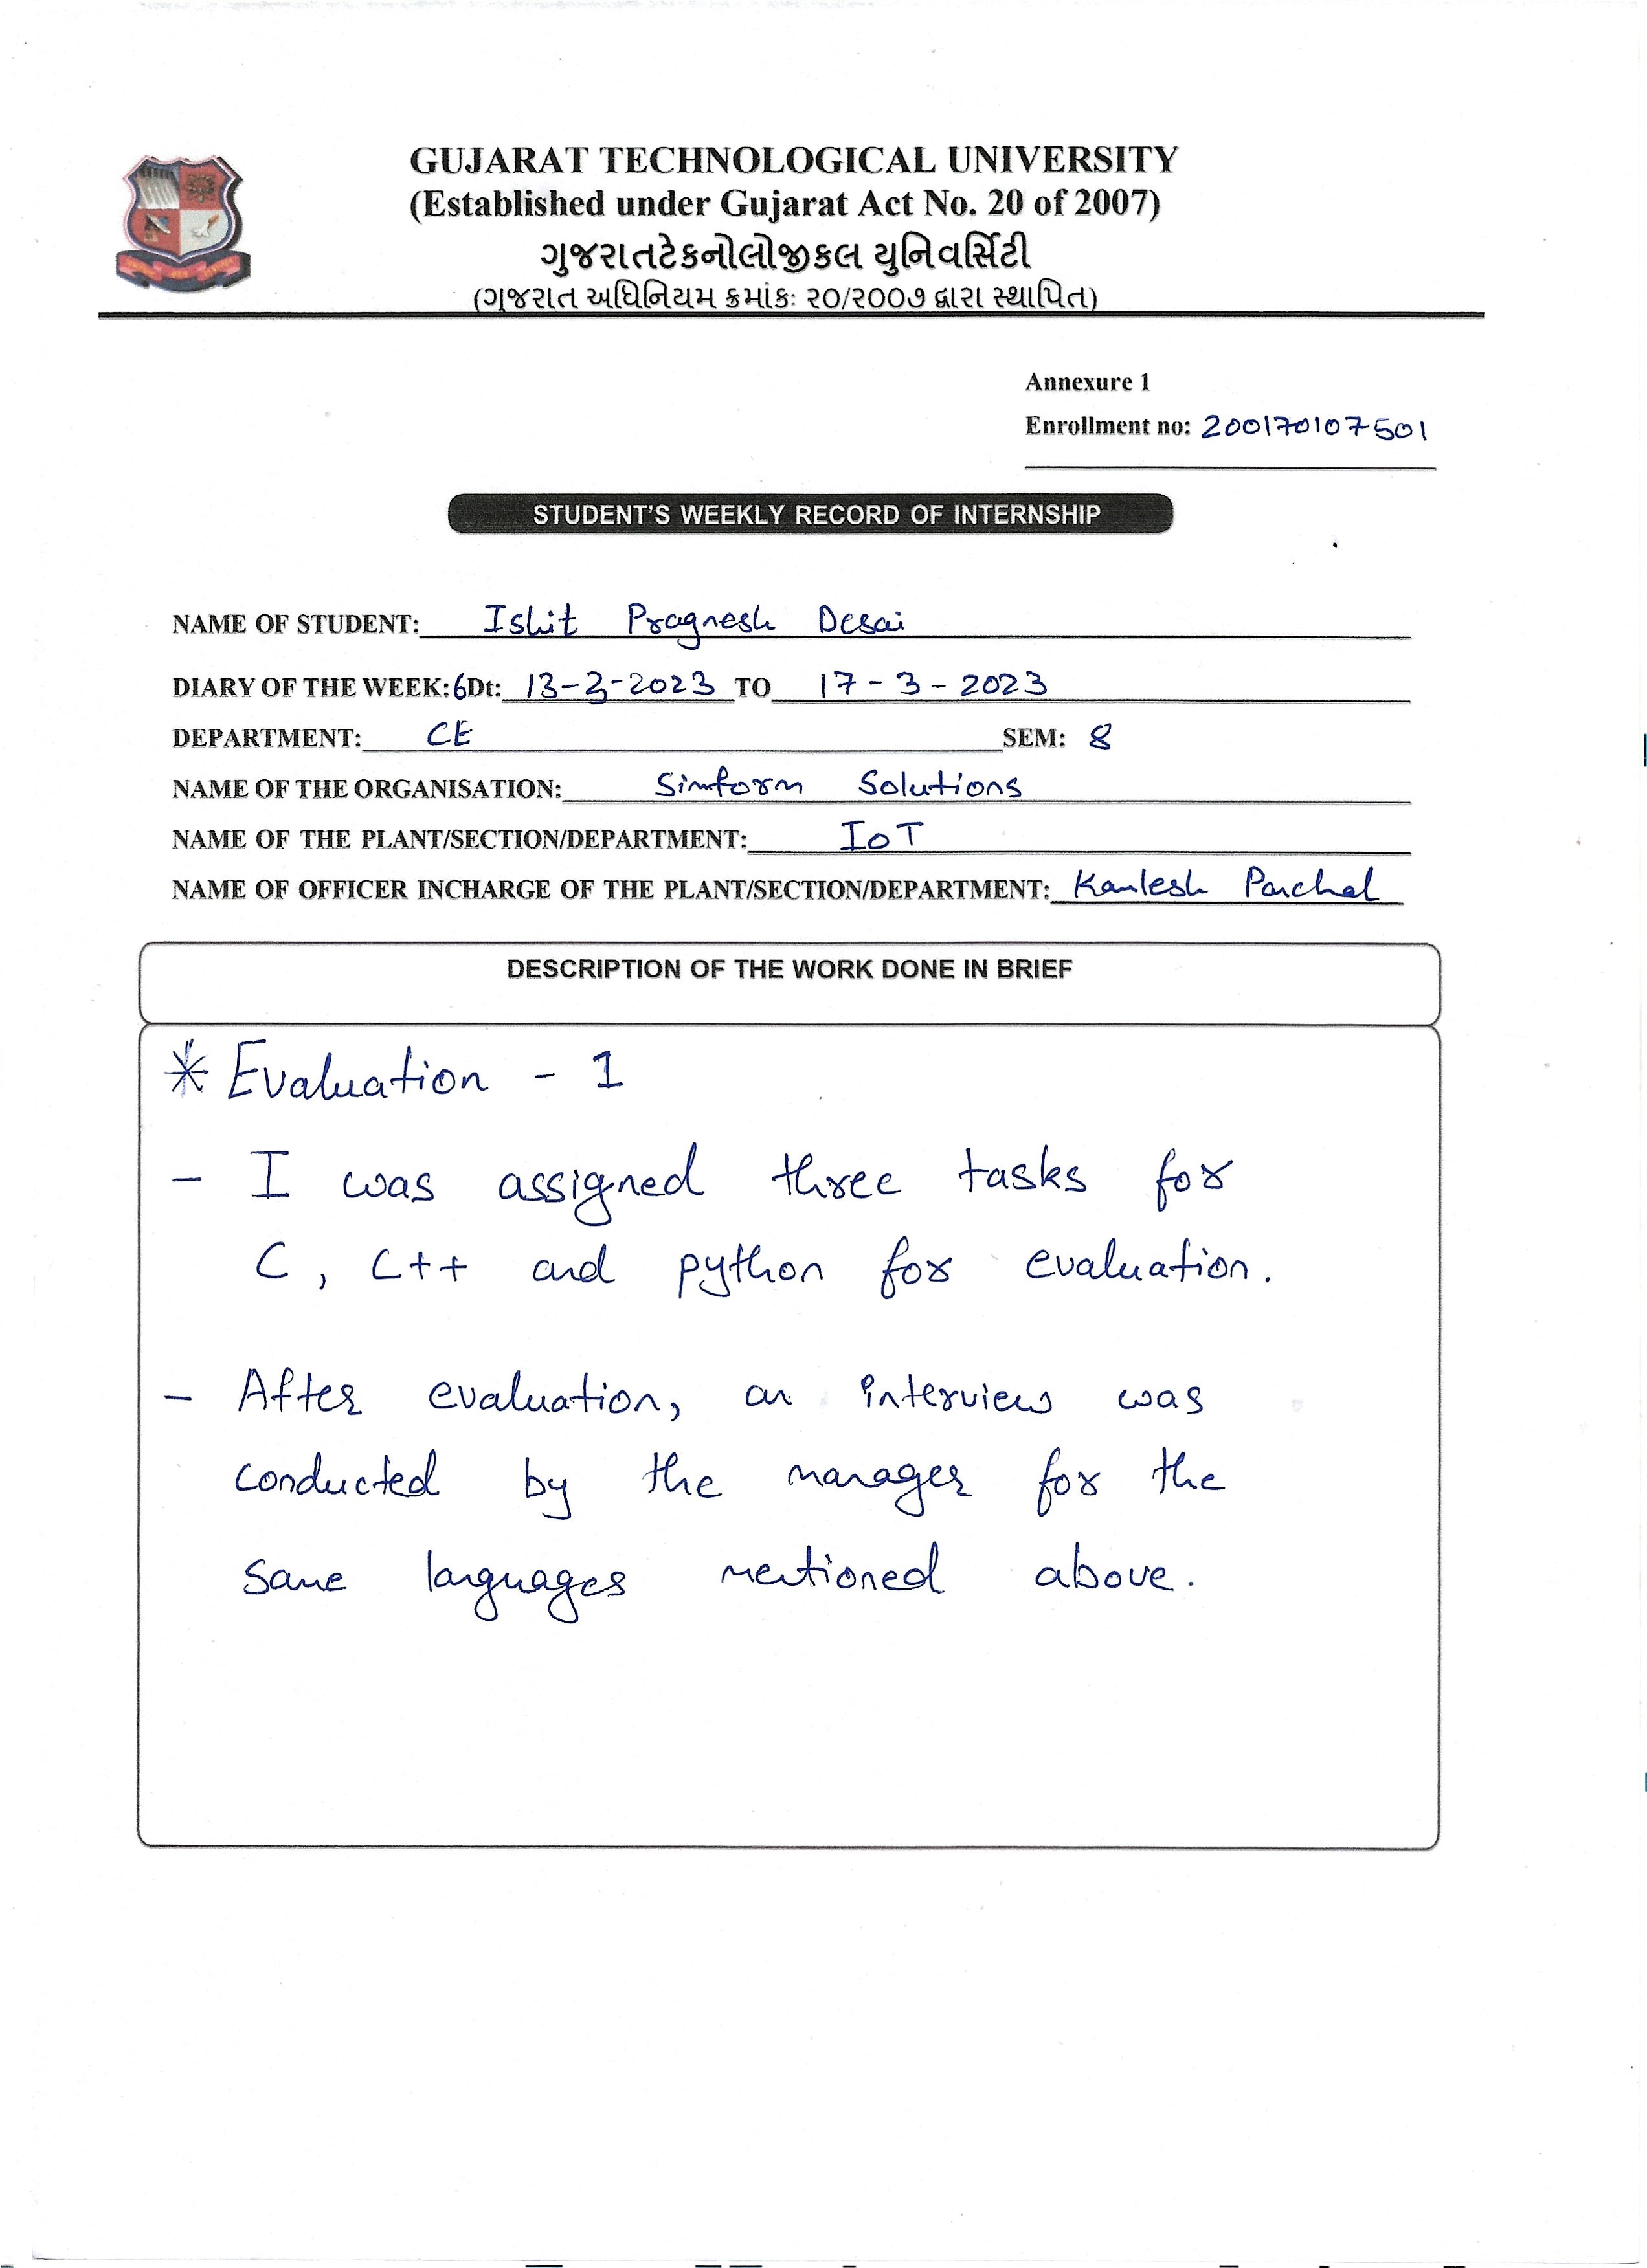 GUJARAT TECHNOLOGICAL UNIVERSITY
(Established under Gujarat Act No. 20 of 2007)
ગુજરાતટેકનોલોજીકલ યુનિવર્સિટી
(ગુજરાત અધિનિયમ ક્રમાંકઃ ૨૦/૨૦૦૭ દ્વારા સ્થાપિત)
Annexure 1
Enrollment no: 200170107501
STUDENT'S WEEKLY RECORD OF INTERNSHIP
NAME OF STUDENT: Ishit Pragnesh Desai
DIARY OF THE WEEK:6Dt: 13-3-2023 TO 17-3-2023
DEPARTMENT: CE SEM: 8
NAME OF THE ORGANISATION: Simform Solutions
NAME OF THE PLANT/SECTION/DEPARTMENT: IoT
NAME OF OFFICER INCHARGE OF THE PLANT/SECTION/DEPARTMENT: Kamlesh Panchal
DESCRIPTION OF THE WORK DONE IN BRIEF
* Evaluation - 1
- I was assigned three tasks for
C, C++ and python for evaluation.
- After evaluation, an interview was
conducted by the manager for the
same languages mentioned above.